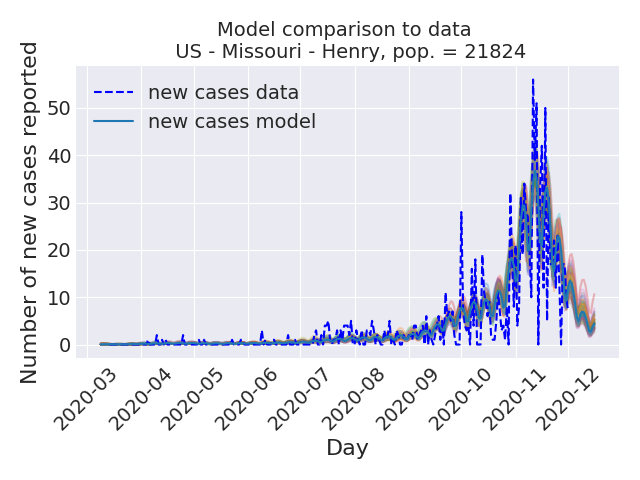 Model comparison to data
US - Missouri - Henry, pop. = 21824
new cases data
new cases model
Number of new cases reported
50
40
30
20
10
0
2020-03
2020-04
2020-05
2020-06
2020-07
2020-08
2020-09
2020-10
2020-11
2020-12
Day